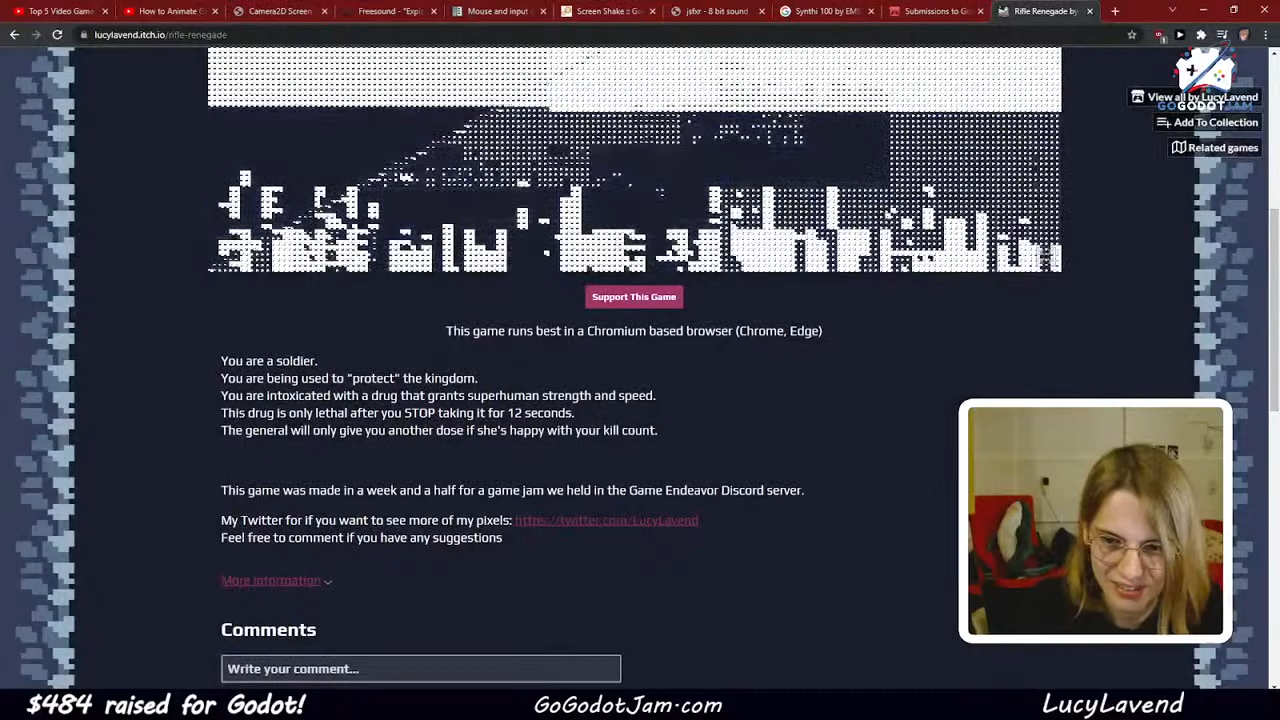 Top 5 Video Game
How to Animate G
Camera2D Screen
Freesound - "Expl
Mouse and input c
Screen Shake :: Go
jsfxr - 8 bit sound
Synthi 100 by EMS
Submissions to Go
Rifle Renegade by
lucylavend.itch.io/rifle-renegade
View all by LucyLavend
GOGODOTJAM
Add To Collection
Related games
Support This Game
This game runs best in a Chromium based browser (Chrome, Edge)
You are a soldier.
You are being used to "protect" the kingdom.
You are intoxicated with a drug that grants superhuman strength and speed.
This drug is only lethal after you STOP taking it for 12 seconds.
The general will only give you another dose if she's happy with your kill count.
This game was made in a week and a half for a game jam we held in the Game Endeavor Discord server.
My Twitter for if you want to see more of my pixels: https://twitter.com/LucyLavend
Feel free to comment if you have any suggestions
More information
Comments
Write your comment...
$484 raised for Godot!
GoGodotJam.com
LucyLavend